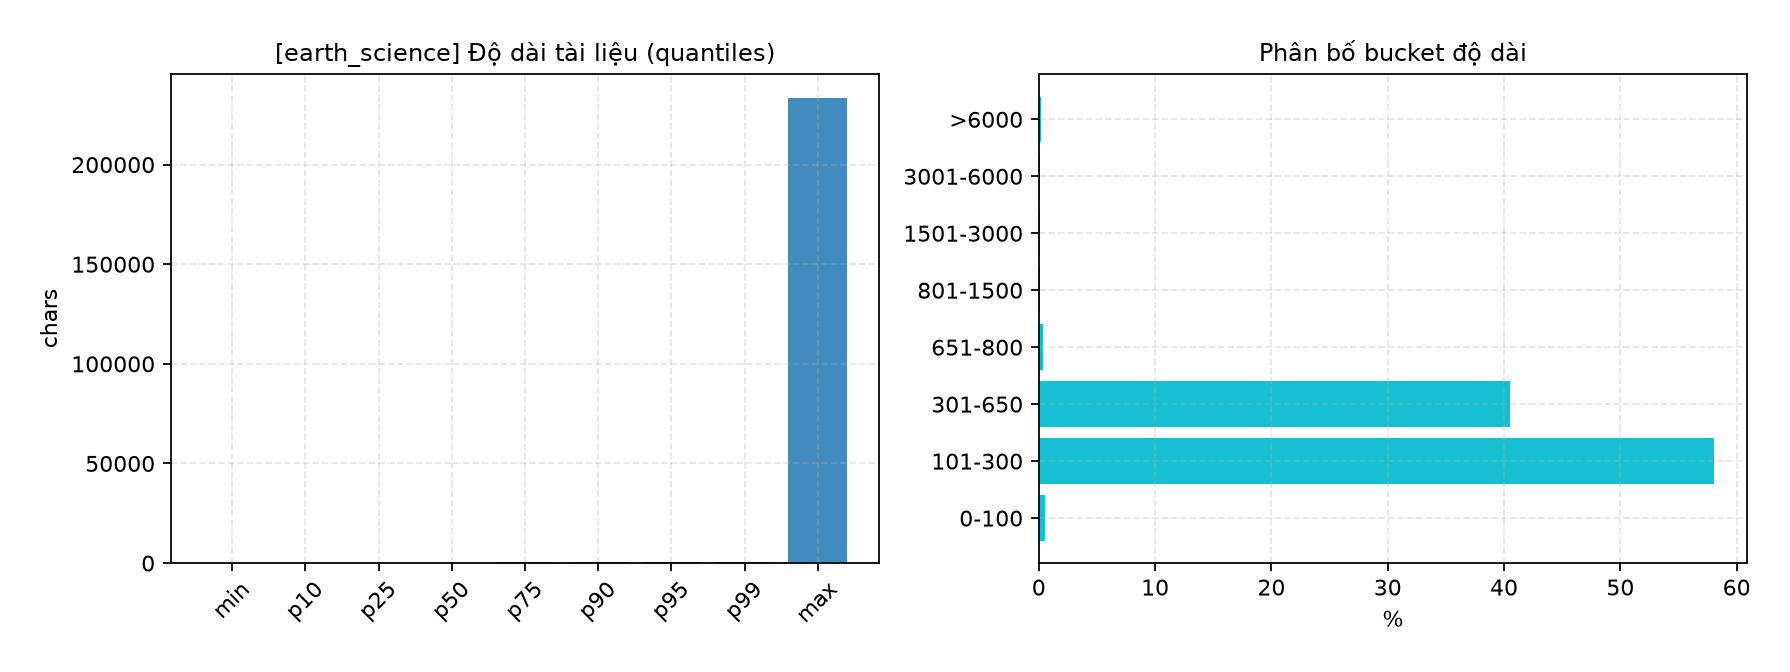 [earth_science] Độ dài tài liệu (quantiles)
chars
200000
150000
100000
50000
0
min
p10
p25
p50
p75
p90
p95
p99
max
Phân bố bucket độ dài
>6000
3001-6000
1501-3000
801-1500
651-800
301-650
101-300
0-100
0
10
20
30
40
50
60
%